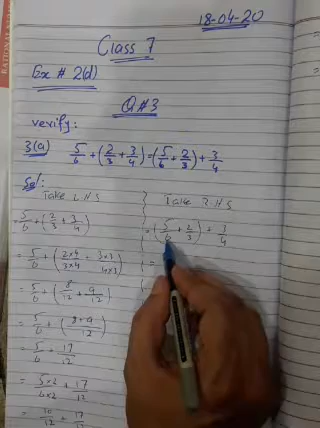 18-04-20
Class 7
Ex # 2(d)
Q#3
verify:
3(a) 5/6 + (2/3 + 3/4) = (5/6 + 2/3) + 3/4
Sol:
Take L.H.S
= 5/6 + (2/3 + 3/4)
= 5/6 + (2×4/3×4 + 3×3/4×3)
= 5/6 + (8/12 + 9/12)
= 5/6 + (8+9/12)
= 5/6 + 17/12
= 5×2/6×2 + 17/12
= 10/12 + 17/12
Take R.H.S
= (5/6 + 2/3) + 3/4
=